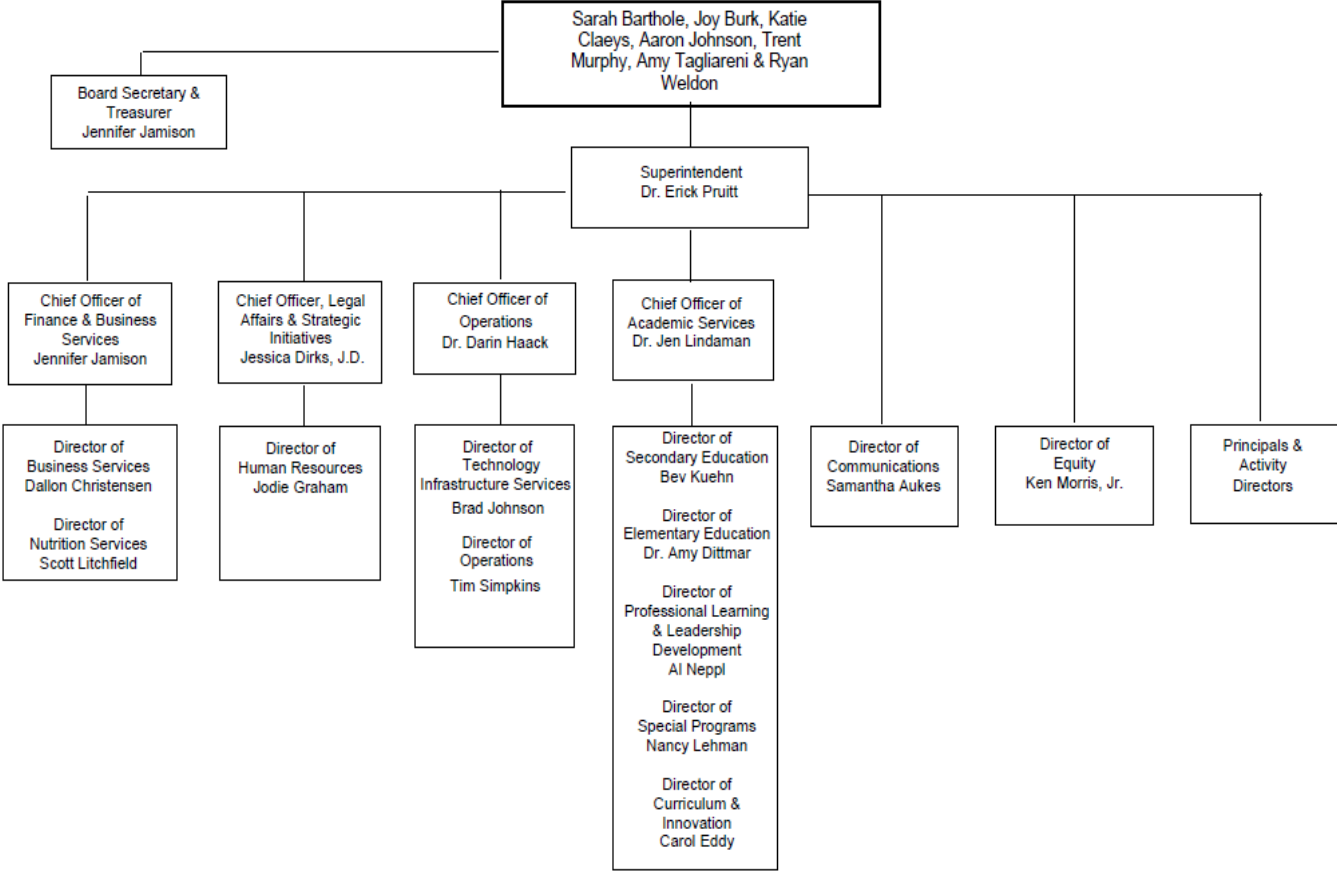 Sarah Barthole, Joy Burk, Katie
Claeys, Aaron Johnson, Trent
Murphy, Amy Tagliareni & Ryan
Weldon
Board Secretary &
Treasurer
Jennifer Jamison
Superintendent
Dr. Erick Pruitt
Chief Officer of
Finance & Business
Services
Jennifer Jamison
Chief Officer, Legal
Affairs & Strategic
Initiatives
Jessica Dirks, J.D.
Chief Officer of
Operations
Dr. Darin Haack
Chief Officer of
Academic Services
Dr. Jen Lindaman
Director of
Business Services
Dallon Christensen
Director of
Nutrition Services
Scott Litchfield
Director of
Human Resources
Jodie Graham
Director of
Technology
Infrastructure Services
Brad Johnson
Director of
Operations
Tim Simpkins
Director of
Secondary Education
Bev Kuehn
Director of
Elementary Education
Dr. Amy Dittmar
Director of
Professional Learning
& Leadership
Development
Al Neppl
Director of
Special Programs
Nancy Lehman
Director of
Curriculum &
Innovation
Carol Eddy
Director of
Communications
Samantha Aukes
Director of
Equity
Ken Morris, Jr.
Principals &
Activity
Directors